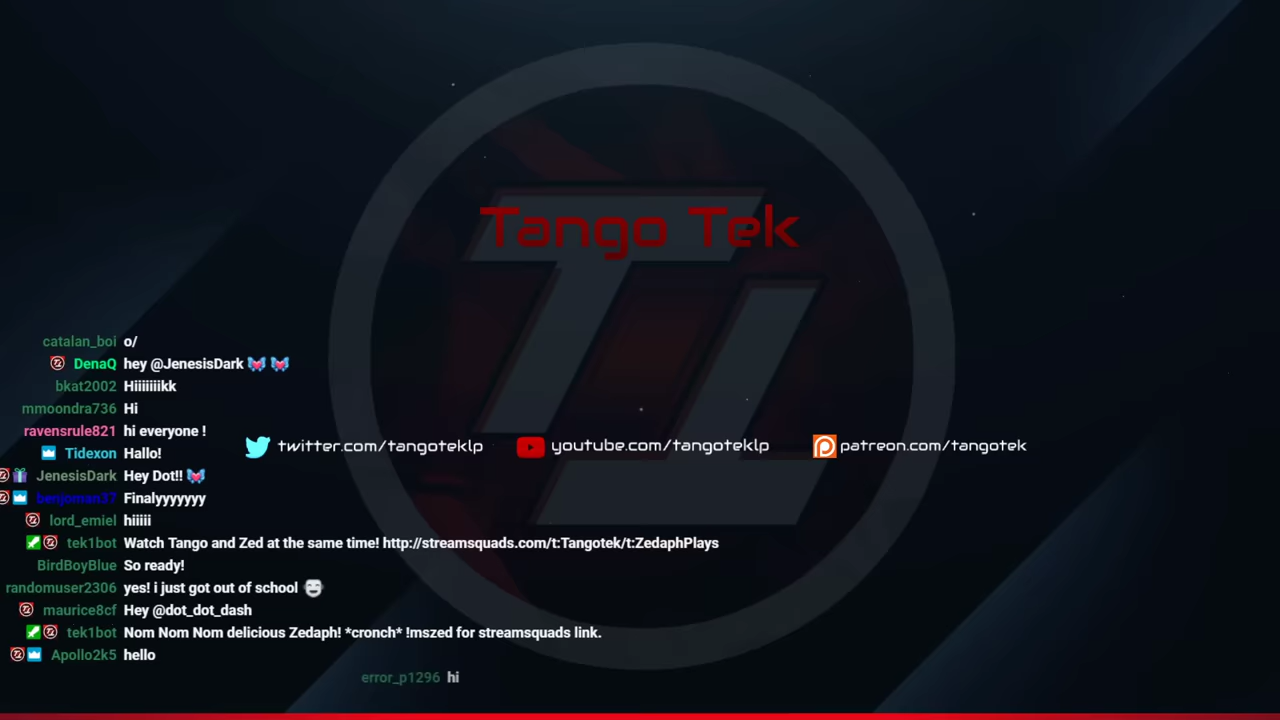 Tango Tek
catalan_boi o/
DenaQ hey @JenesisDark
bkat2002 Hiiiiiiikk
mmoondra736 Hi
ravensrule821 hi everyone !
twitter.com/tangoteklp youtube.com/tangoteklp patreon.com/tangotek
Tidexon Hallo!
JenesisDark Hey Dot!!
benjoman37 Finalyyyyyyy
lord_emiel hiiiii
tek1bot Watch Tango and Zed at the same time! http://streamsquads.com/t:Tangotek/t:ZedaphPlays
BirdBoyBlue So ready!
randomuser2306 yes! i just got out of school
maurice8cf Hey @dot_dot_dash
tek1bot Nom Nom Nom delicious Zedaph! *cronch* !mszed for streamsquads link.
Apollo2k5 hello
error_p1296 hi